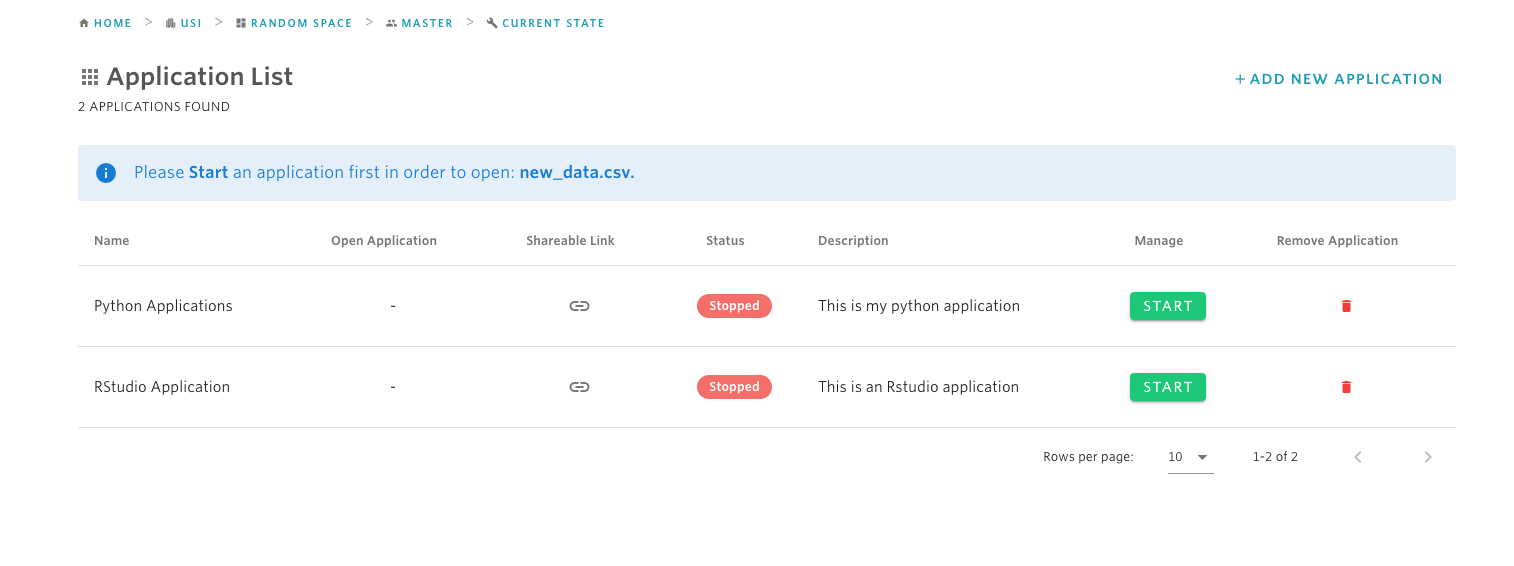 HOME > USI > RANDOM SPACE > MASTER > CURRENT STATE
Application List
+ ADD NEW APPLICATION
2 APPLICATIONS FOUND
Please Start an application first in order to open: new_data.csv.
Name Open Application Shareable Link Status Description Manage Remove Application
Python Applications - Stopped This is my python application START
RStudio Application - Stopped This is an Rstudio application START
Rows per page: 10 1-2 of 2